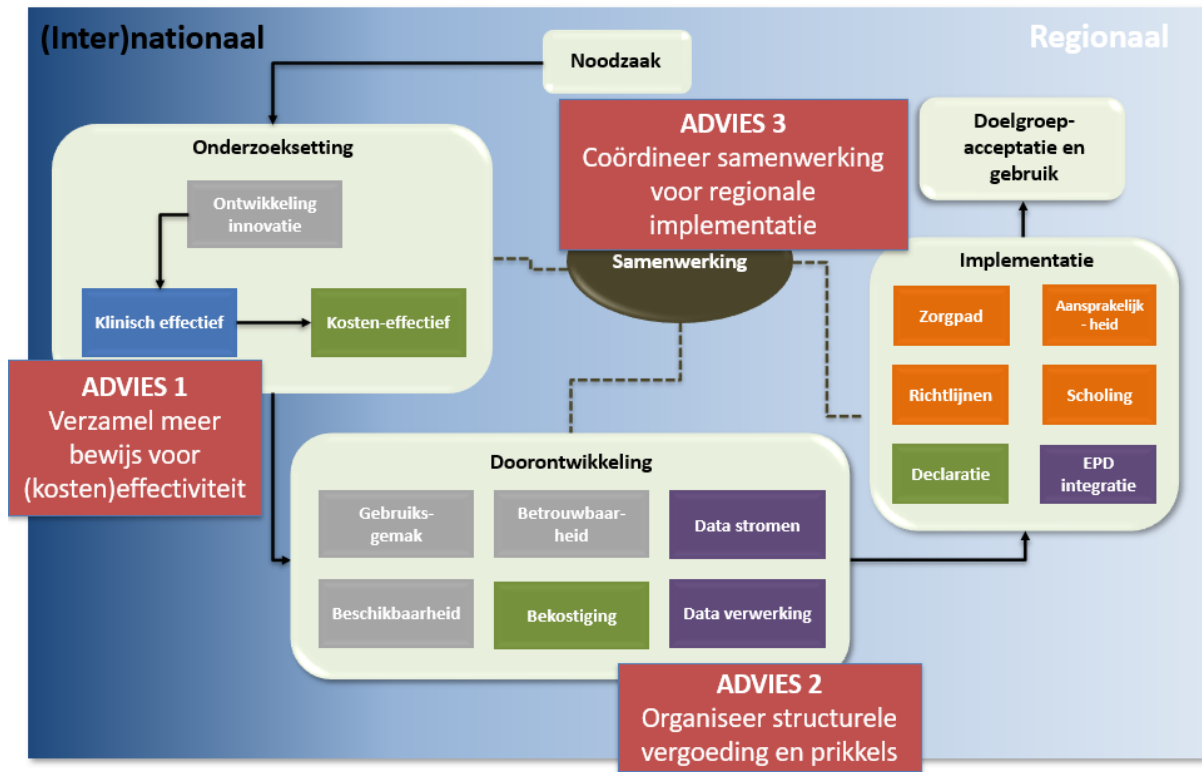 (Inter)nationaal
Regionaal
Noodzaak
Onderzoeksetting
Ontwikkeling
innovatie
Klinisch effectief
Kosten-effectief
ADVIES 1
Verzamel meer
bewijs voor
(kosten)effectiviteit
ADVIES 3
Coördineer samenwerking
voor regionale
implementatie
Samenwerking
Doelgroep-
acceptatie en
gebruik
Implementatie
Zorgpad
Aansprakelijk
- heid
Richtlijnen
Scholing
Declaratie
EPD
integratie
Doorontwikkeling
Gebruiks-
gemak
Betrouwbaar-
heid
Data stromen
Beschikbaarheid
Bekostiging
Data verwerking
ADVIES 2
Organiseer structurele
vergoeding en prikkels